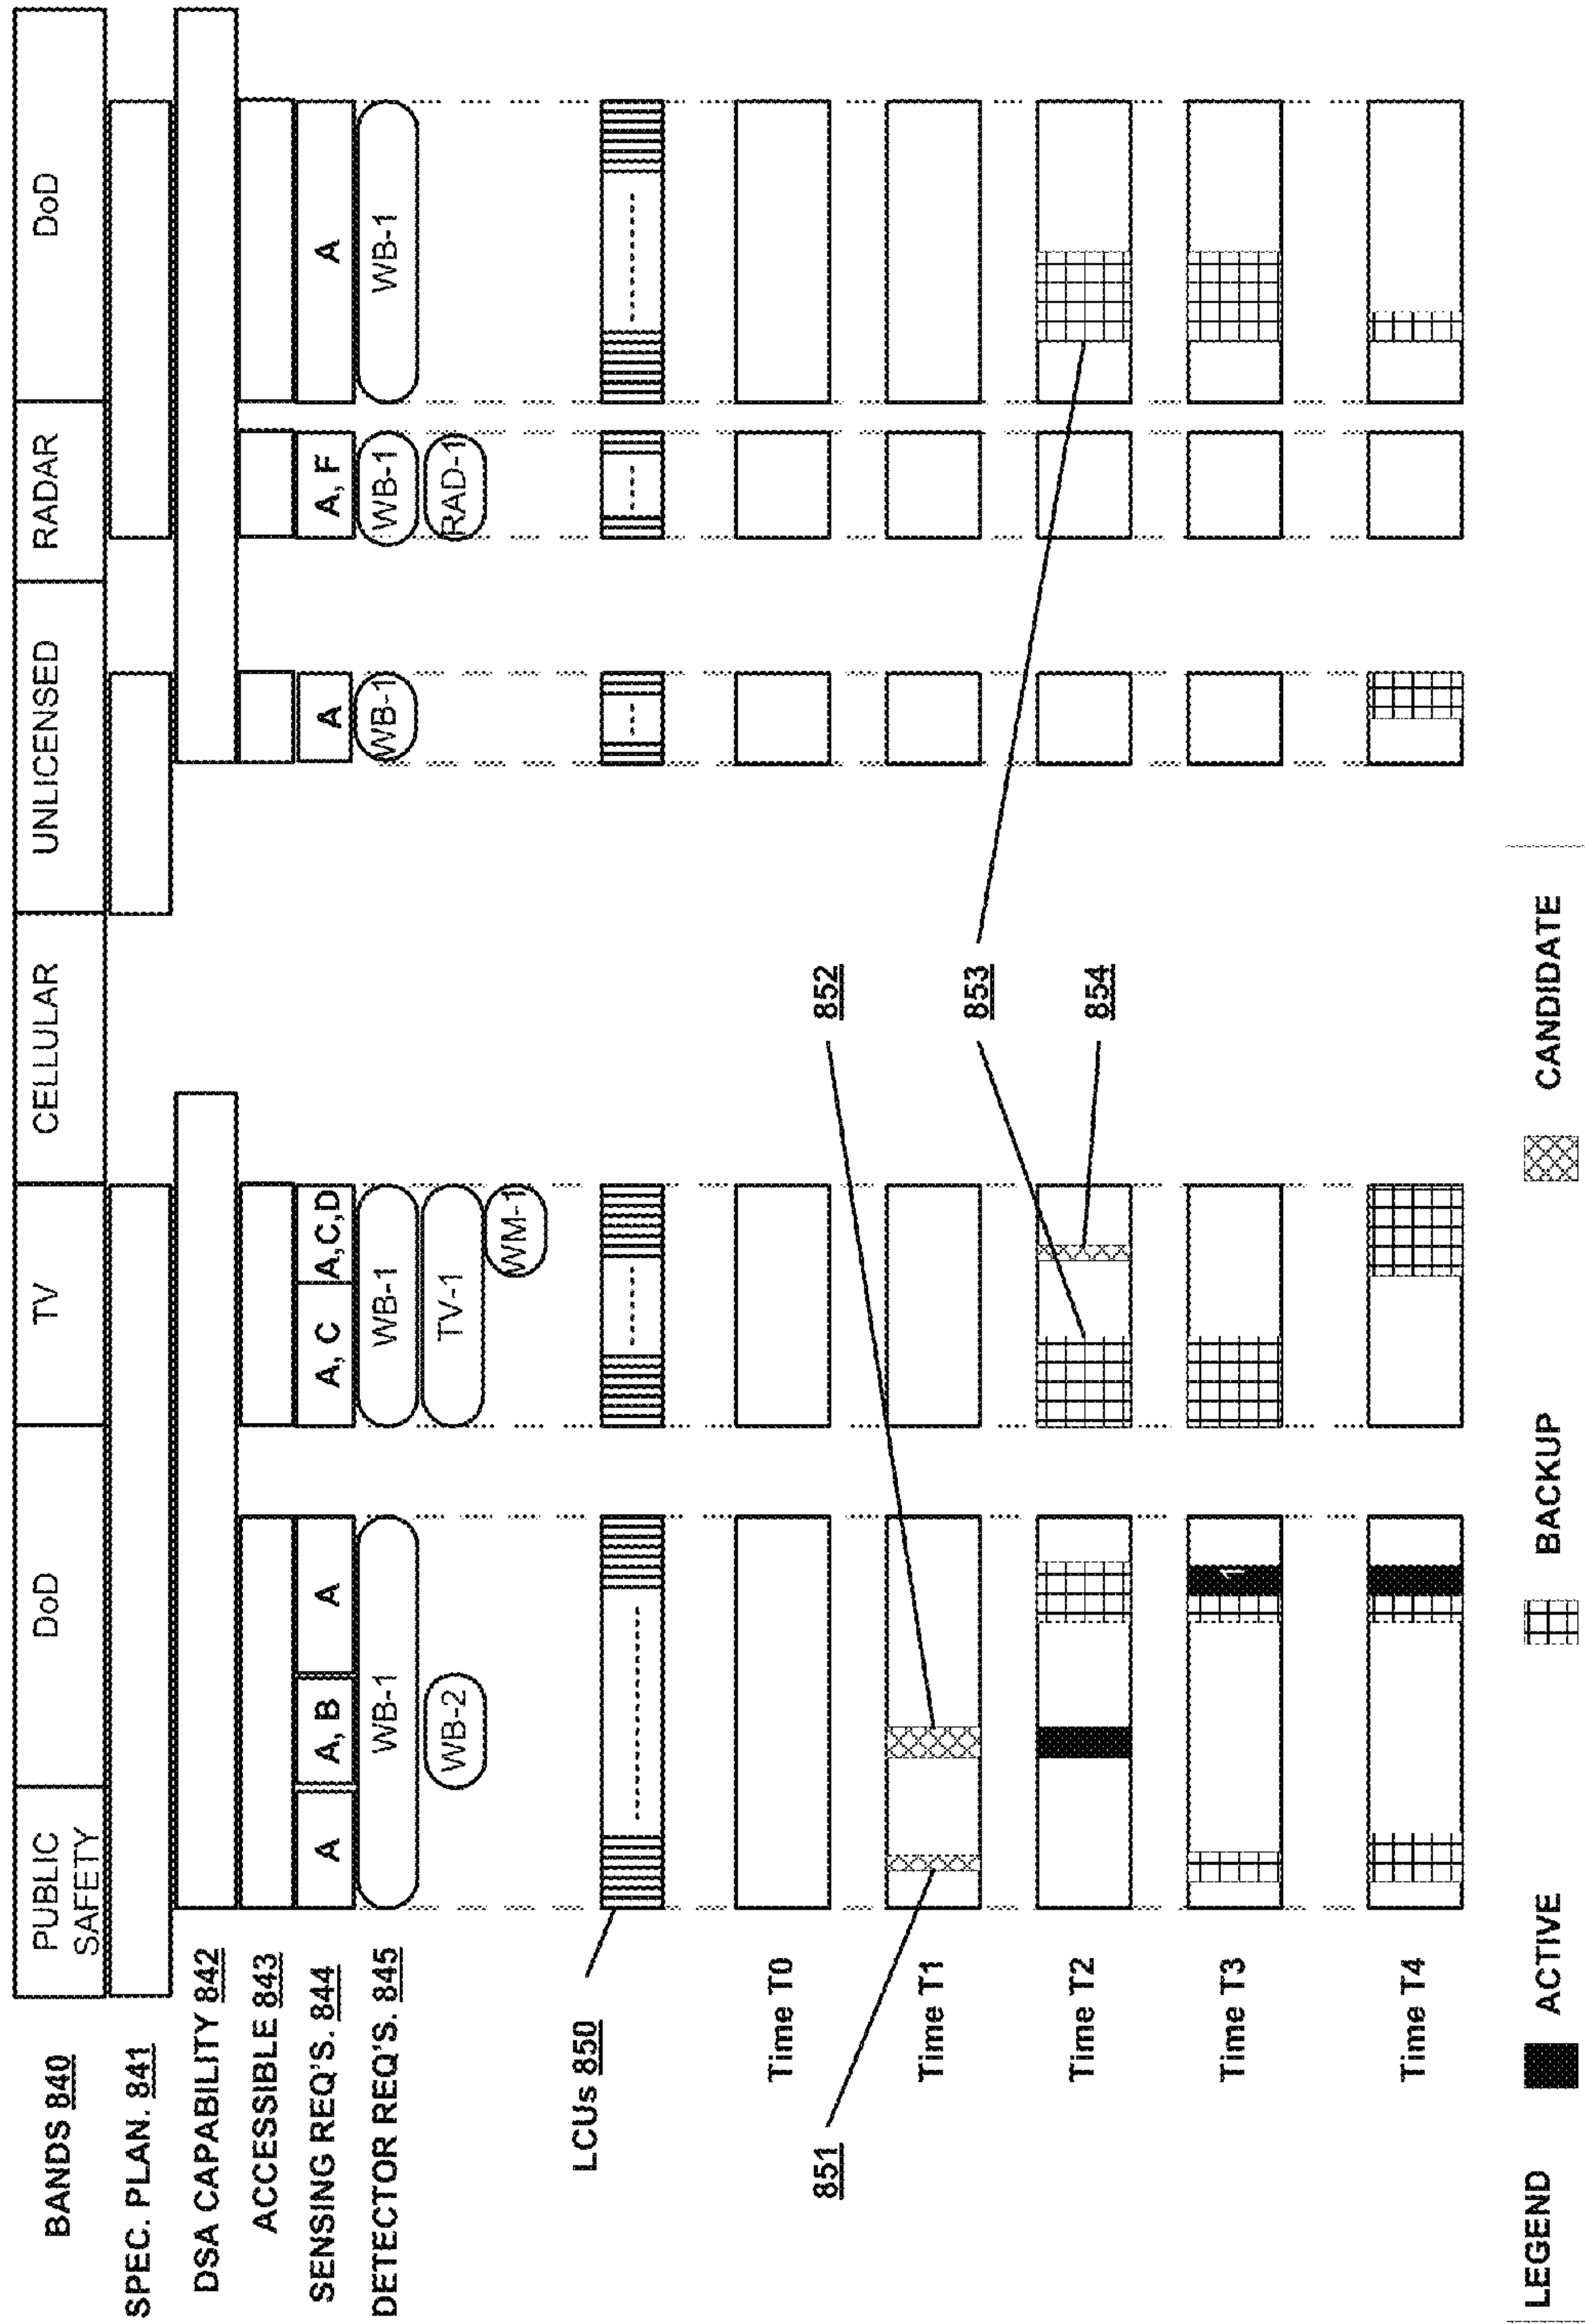 BANDS 840
PUBLIC
SAFETY
DoD
TV
CELLULAR
UNLICENSED
RADAR
DoD
SPEC. PLAN. 841
DSA CAPABILITY 842
ACCESSIBLE 843
SENSING REQ'S. 844
A
A, B
A
A, C
A,C,D
A
A, F
A
DETECTOR REQ'S. 845
WB-1
WB-1
WB-1
WB-1
WB-1
WB-2
TV-1
RAD-1
WM-1
LCUs 850
Time T0
852
851
Time T1
853
Time T2
854
Time T3
1
Time T4
LEGEND
ACTIVE
BACKUP
CANDIDATE